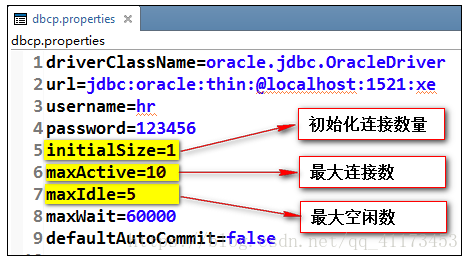 dbcp.properties
dbcp.properties
1 driverClassName=oracle.jdbc.OracleDriver
2 url=jdbc:oracle:thin:@localhost:1521:xe
3 username=hr
4 password=123456
5 initialSize=1
初始化连接数量
6 maxActive=10
最大连接数
7 maxIdle=5
最大空闲数
8 maxWait=60000
9 defaultAutoCommit=false
csdn.net/qq_41173453